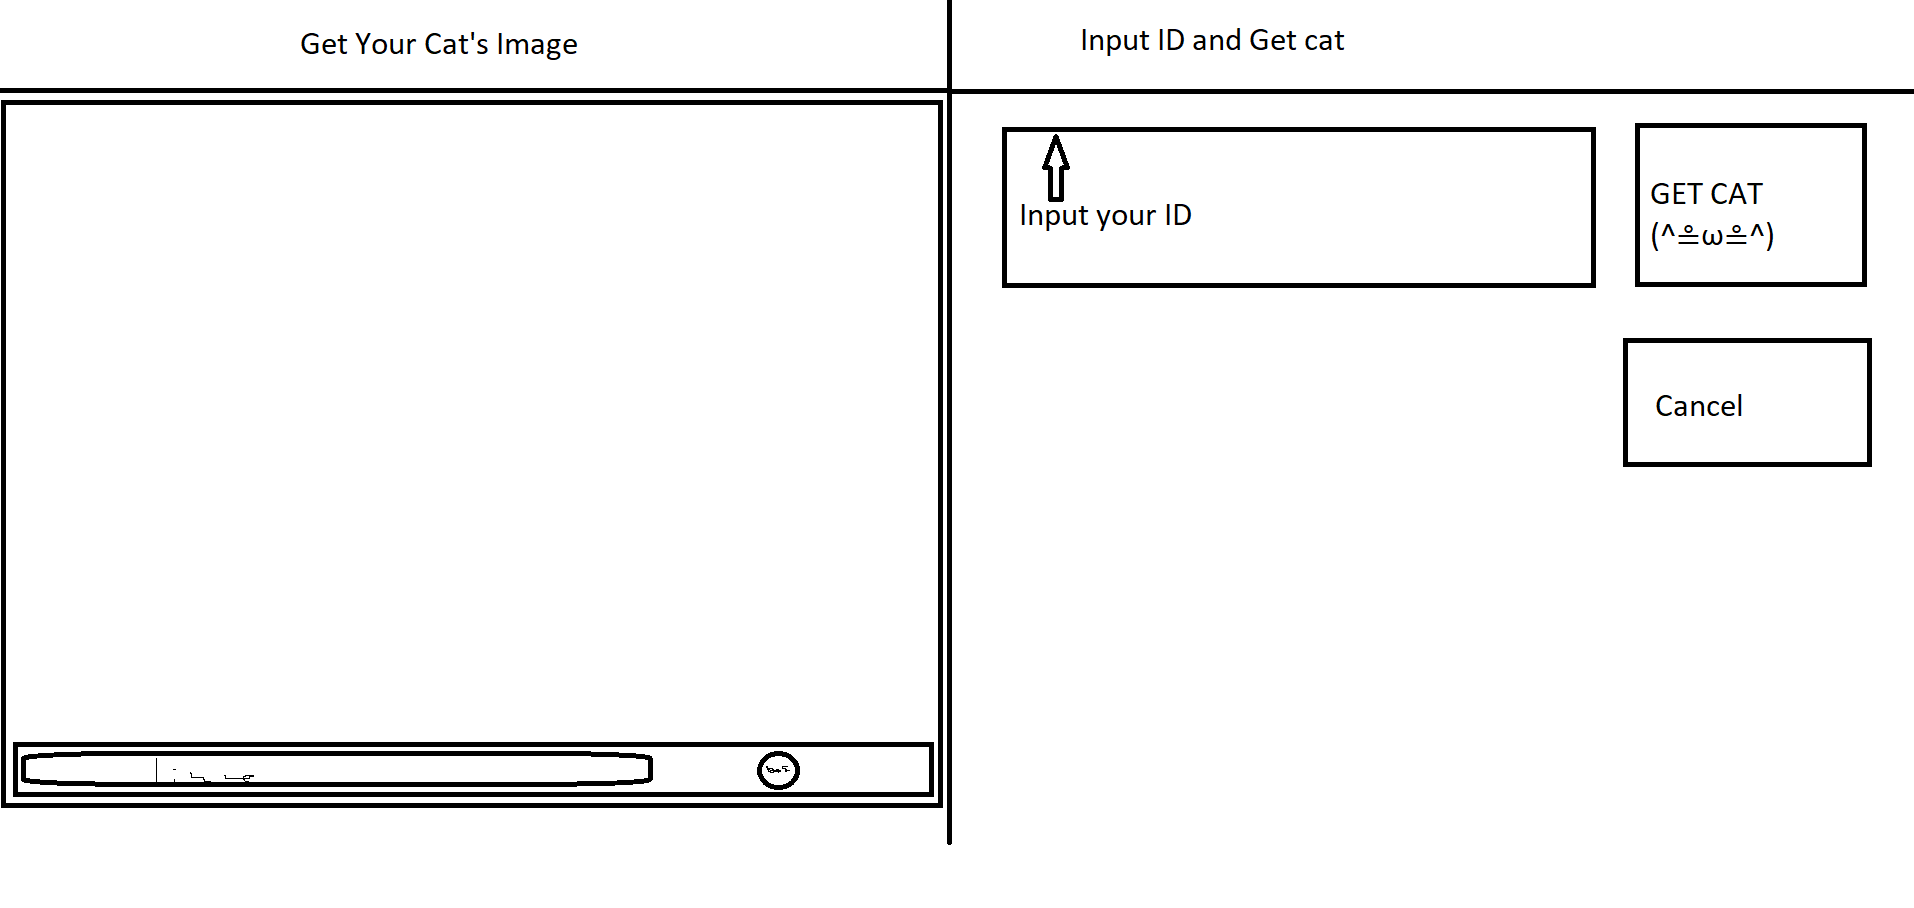 Get Your Cat's Image
Input ID and Get cat
Input your ID
GET CAT
(^≗ω≗^)
Cancel